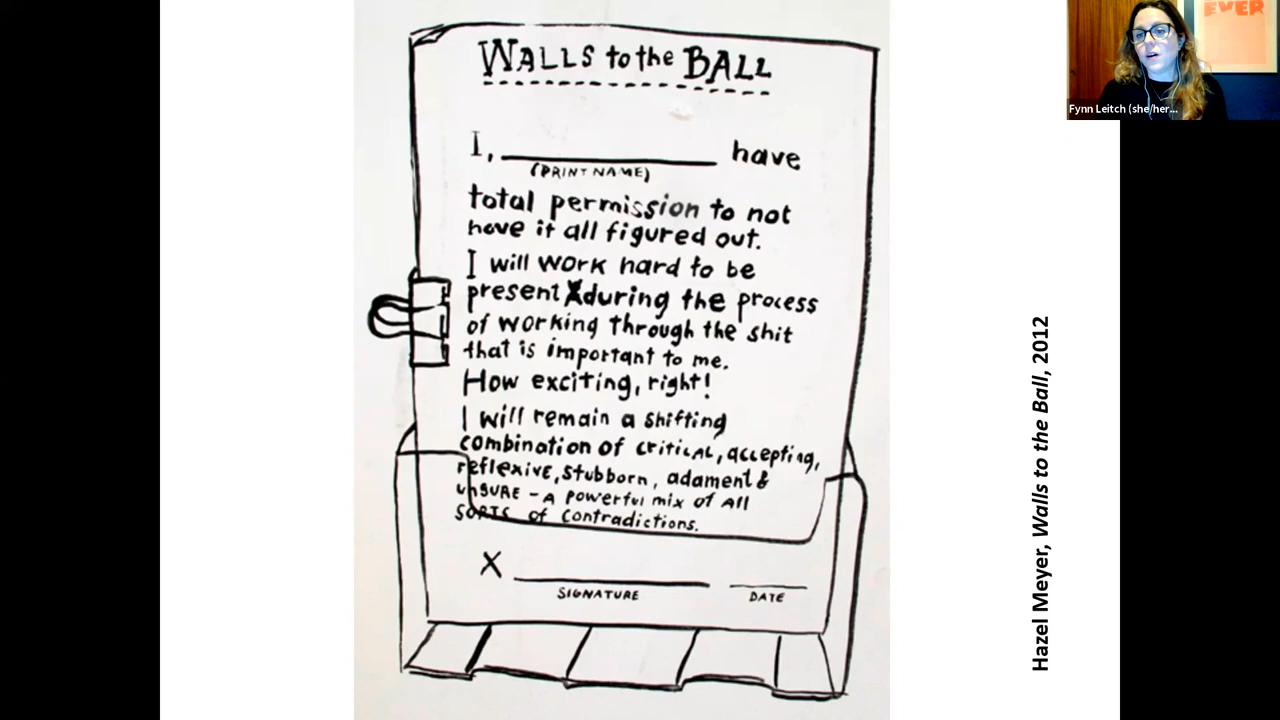 WALLS to the BALL
I, ____________ have
(PRINT NAME)
total permission to not
have it all figured out.
I will work hard to be
present during the process
of working through the shit
that is important to me.
How exciting, right!
I will remain a shifting
combination of critical, accepting,
reflexive, stubborn, adament &
unsure - a powerful mix of all
sorts of contradictions.
X ____________ ______
SIGNATURE DATE
Hazel Meyer, Walls to the Ball, 2012
EVER
Fynn Leitch (she/her...